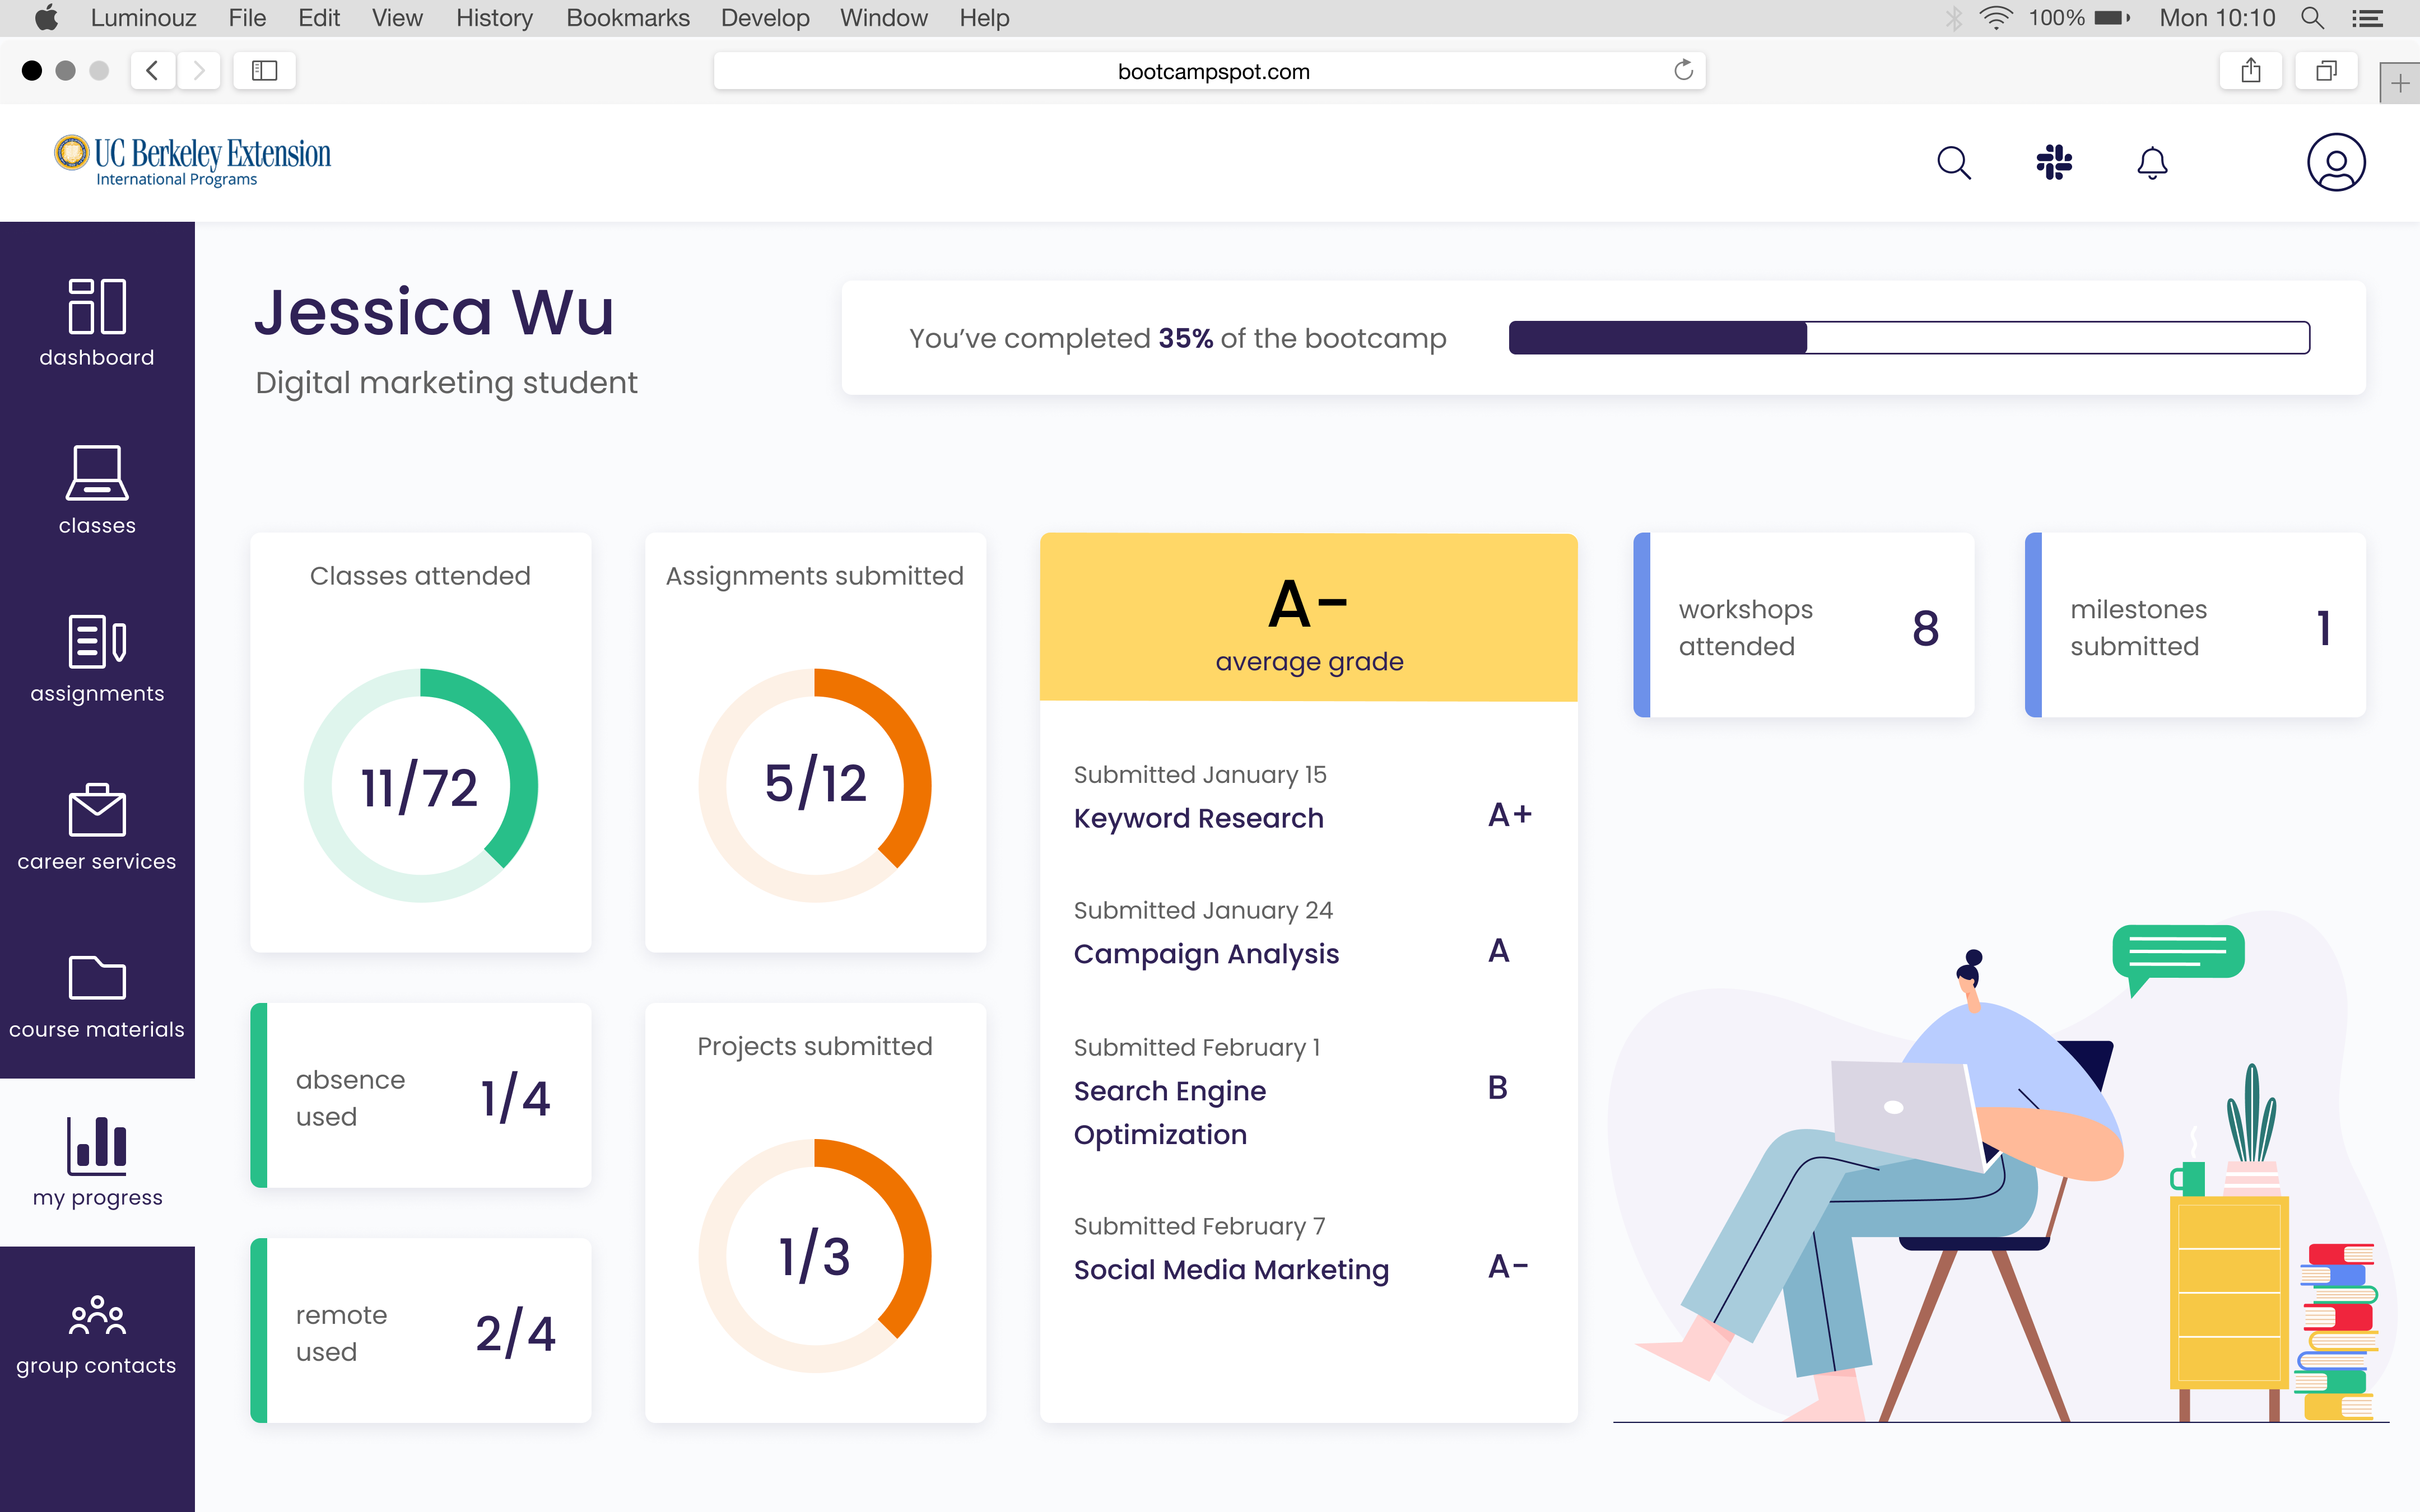 Luminouz File Edit View History Bookmarks Develop Window Help 100% Mon 10:10
bootcampspot.com
UC Berkeley Extension
International Programs
dashboard
classes
assignments
career services
course materials
my progress
group contacts
Jessica Wu
Digital marketing student
You’ve completed 35% of the bootcamp
Classes attended
11/72
Assignments submitted
5/12
absence
used
1/4
remote
used
2/4
Projects submitted
1/3
A-
average grade
Submitted January 15
Keyword Research
A+
Submitted January 24
Campaign Analysis
A
Submitted February 1
Search Engine
Optimization
B
Submitted February 7
Social Media Marketing
A-
workshops
attended
8
milestones
submitted
1